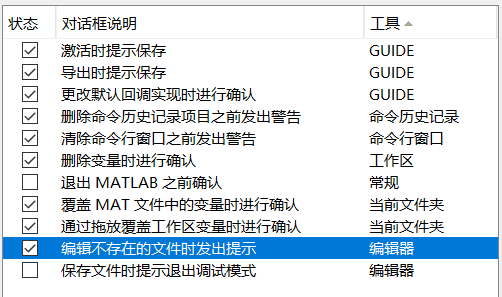 状态 对话框说明 工具
激活时提示保存 GUIDE
导出时提示保存 GUIDE
更改默认回调实现时进行确认 GUIDE
删除命令历史记录项目之前发出警告 命令历史记录
清除命令行窗口之前发出警告 命令行窗口
删除变量时进行确认 工作区
退出 MATLAB 之前确认 常规
覆盖 MAT 文件中的变量时进行确认 当前文件夹
通过拖放覆盖工作区变量时进行确认 当前文件夹
编辑不存在的文件时发出提示 编辑器
保存文件时提示退出调试模式 编辑器